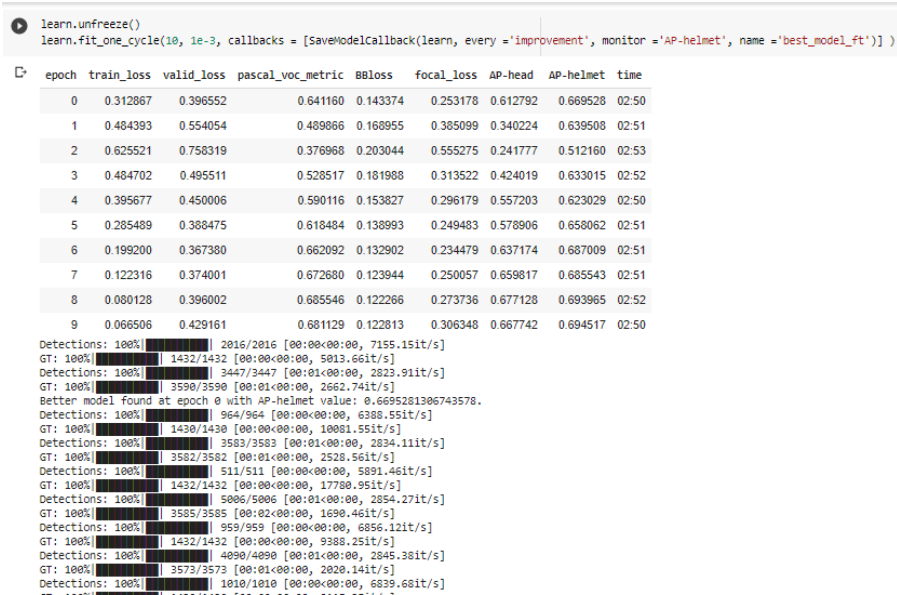 learn.unfreeze()
learn.fit_one_cycle(10, 1e-3, callbacks = [SaveModelCallback(learn, every ='improvement', monitor ='AP-helmet', name ='best_model_ft')] )
epoch train_loss valid_loss pascal_voc_metric BBloss focal_loss AP-head AP-helmet time
0 0.312867 0.396552 0.641160 0.143374 0.253178 0.612792 0.669528 02:50
1 0.484393 0.554054 0.489866 0.168955 0.385099 0.340224 0.639508 02:51
2 0.625521 0.758319 0.376968 0.203044 0.555275 0.241777 0.512160 02:53
3 0.484702 0.495511 0.528517 0.181988 0.313522 0.424019 0.633015 02:52
4 0.395677 0.450006 0.590116 0.153827 0.296179 0.557203 0.623029 02:50
5 0.285489 0.388475 0.618484 0.138993 0.249483 0.578906 0.658062 02:51
6 0.199200 0.367380 0.662092 0.132902 0.234479 0.637174 0.687009 02:51
7 0.122316 0.374001 0.672680 0.123944 0.250057 0.659817 0.685543 02:51
8 0.080128 0.396002 0.685546 0.122266 0.273736 0.677128 0.693965 02:52
9 0.066506 0.429161 0.681129 0.122813 0.306348 0.667742 0.694517 02:50
Detections: 100%|██████████| 2016/2016 [00:00<00:00, 7155.15it/s]
GT: 100%|██████████| 1432/1432 [00:00<00:00, 5013.66it/s]
Detections: 100%|██████████| 3447/3447 [00:01<00:00, 2823.91it/s]
GT: 100%|██████████| 3590/3590 [00:01<00:00, 2662.74it/s]
Better model found at epoch 0 with AP-helmet value: 0.6695281306743578.
Detections: 100%|██████████| 964/964 [00:00<00:00, 6388.55it/s]
GT: 100%|██████████| 1430/1430 [00:00<00:00, 10081.55it/s]
Detections: 100%|██████████| 3583/3583 [00:01<00:00, 2834.11it/s]
GT: 100%|██████████| 3582/3582 [00:01<00:00, 2528.56it/s]
Detections: 100%|██████████| 511/511 [00:00<00:00, 5891.46it/s]
GT: 100%|██████████| 1432/1432 [00:00<00:00, 17780.95it/s]
Detections: 100%|██████████| 5006/5006 [00:01<00:00, 2854.27it/s]
GT: 100%|██████████| 3585/3585 [00:02<00:00, 1690.46it/s]
Detections: 100%|██████████| 959/959 [00:00<00:00, 6856.12it/s]
GT: 100%|██████████| 1432/1432 [00:00<00:00, 9388.25it/s]
Detections: 100%|██████████| 4090/4090 [00:01<00:00, 2845.38it/s]
GT: 100%|██████████| 3573/3573 [00:01<00:00, 2020.14it/s]
Detections: 100%|██████████| 1010/1010 [00:00<00:00, 6839.68it/s]